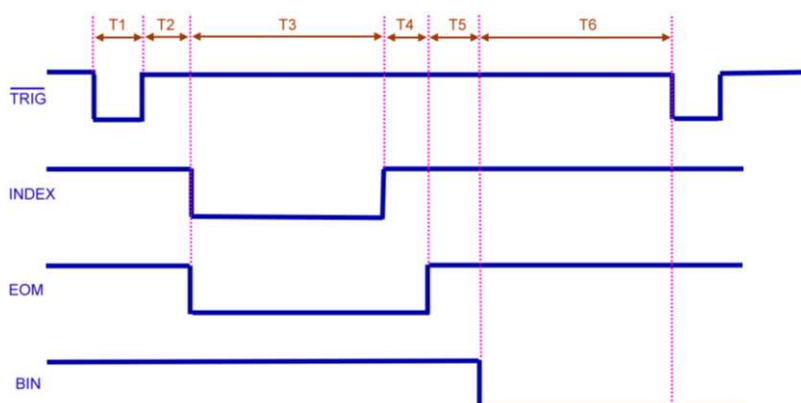 T1 T2 T3 T4 T5 T6
TRIG
INDEX
EOM
BIN